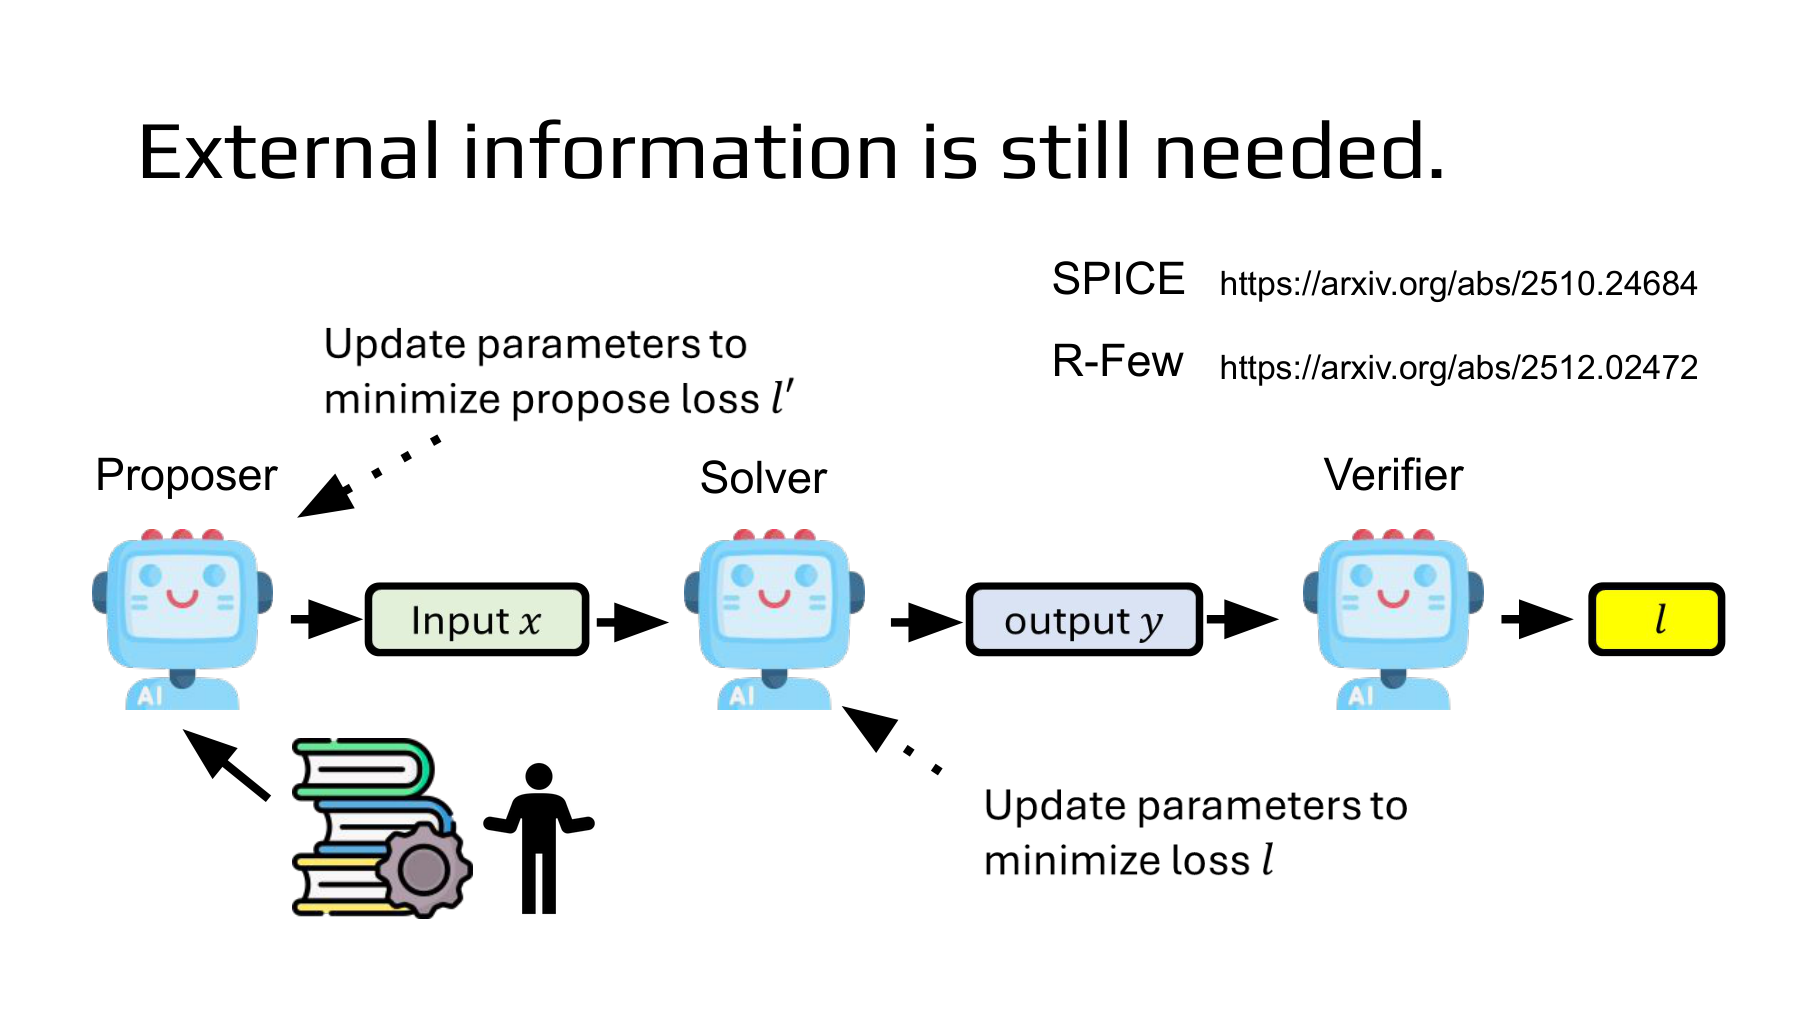 External information is still needed.
SPICE https://arxiv.org/abs/2510.24684
R-Few https://arxiv.org/abs/2512.02472
Update parameters to
minimize propose loss l′
Proposer
Solver
Verifier
Input x
output y
l
AI
AI
AI
Update parameters to
minimize loss l